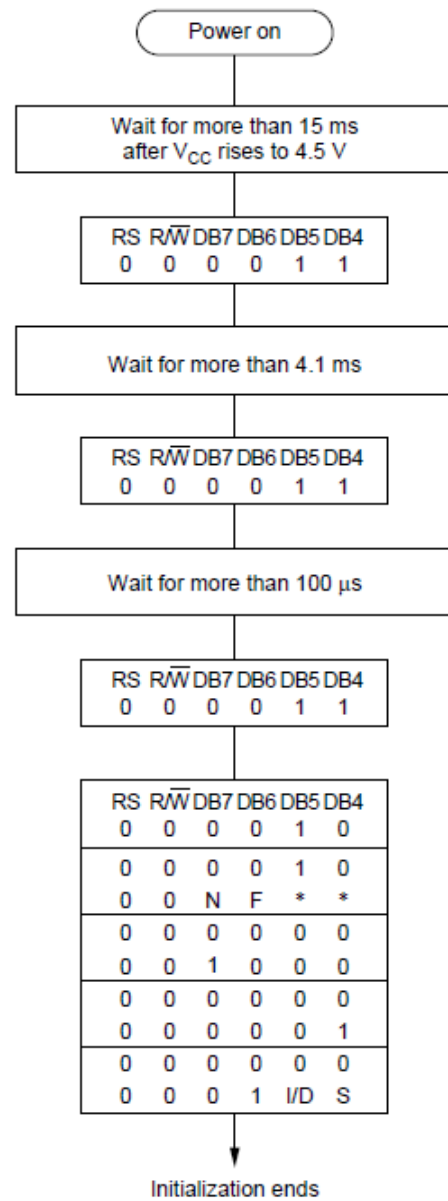 Power on
Wait for more than 15 ms
after VCC rises to 4.5 V
RS R/W̅ DB7 DB6 DB5 DB4
0 0 0 0 1 1
Wait for more than 4.1 ms
RS R/W̅ DB7 DB6 DB5 DB4
0 0 0 0 1 1
Wait for more than 100 μs
RS R/W̅ DB7 DB6 DB5 DB4
0 0 0 0 1 1
RS R/W̅ DB7 DB6 DB5 DB4
0 0 0 0 1 0
0 0 0 0 1 0
0 0 N F * *
0 0 0 0 0 0
0 0 1 0 0 0
0 0 0 0 0 0
0 0 0 0 0 1
0 0 0 0 0 0
0 0 0 1 I/D S
Initialization ends